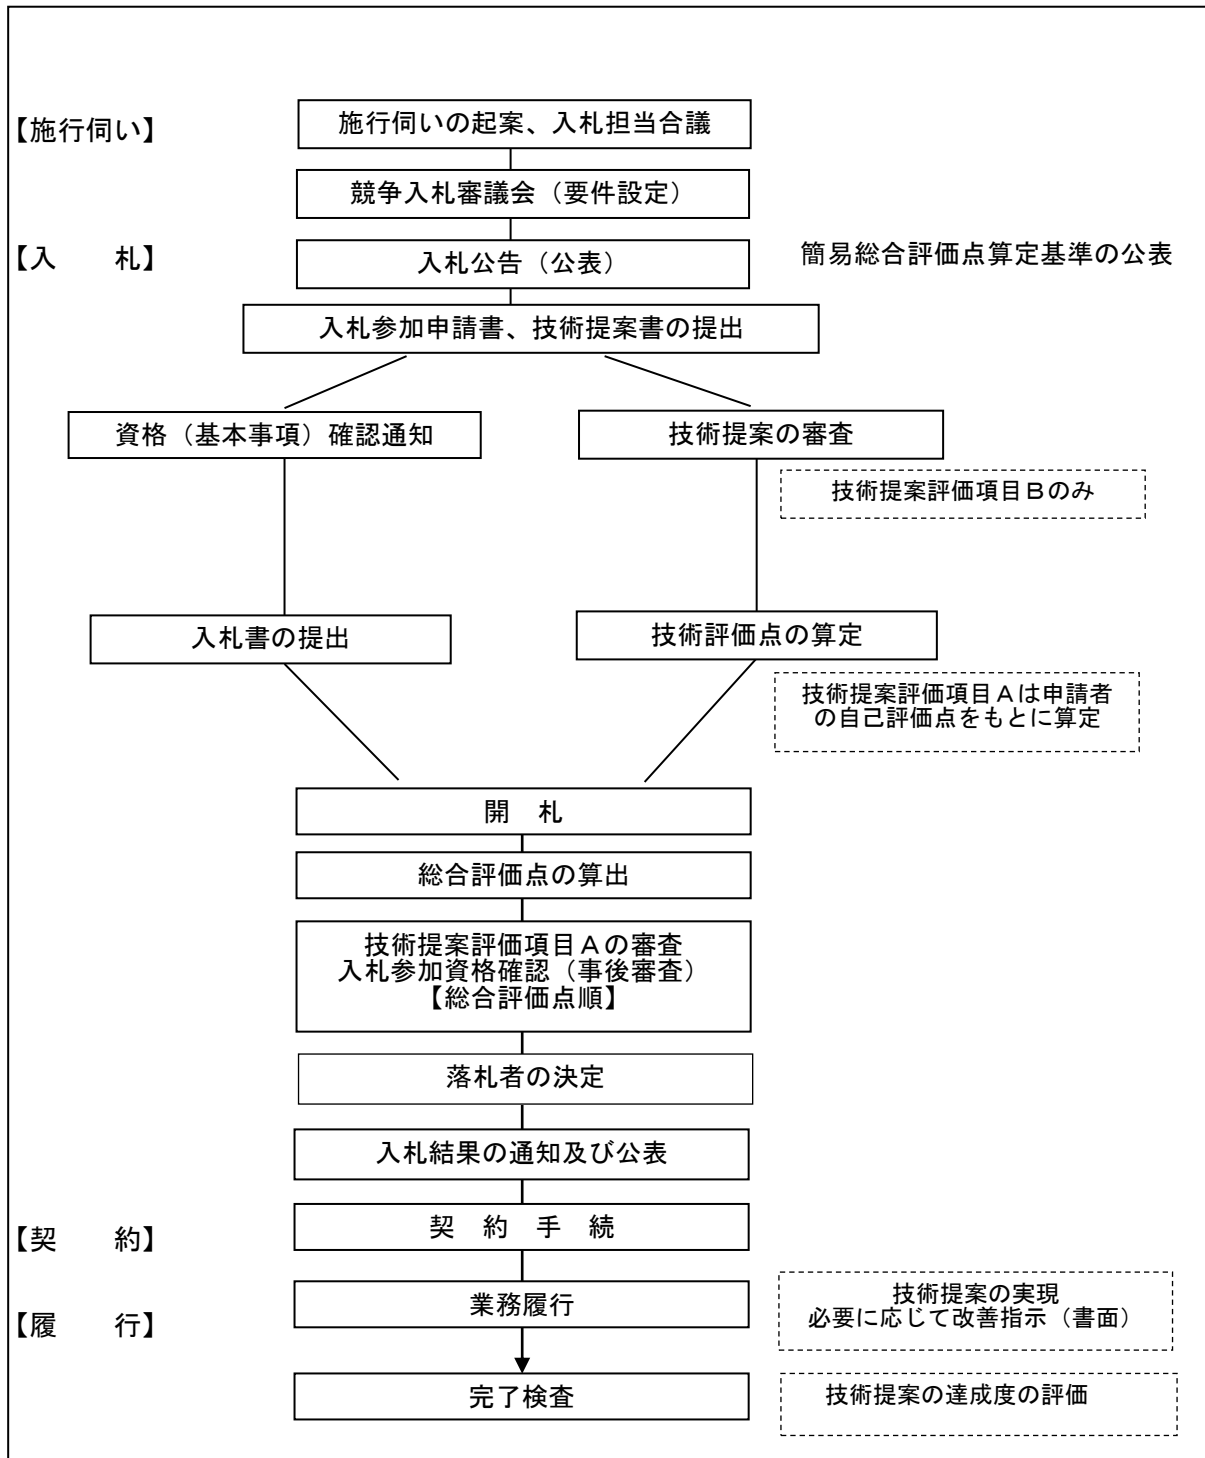 【施行伺い】
施行伺いの起案、入札担当合議
競争入札審議会（要件設定）
【入　　札】
入札公告（公表）
簡易総合評価点算定基準の公表
入札参加申請書、技術提案書の提出
資格（基本事項）確認通知
技術提案の審査
技術提案評価項目Ｂのみ
入札書の提出
技術評価点の算定
技術提案評価項目Ａは申請者
の自己評価点をもとに算定
開　札
総合評価点の算出
技術提案評価項目Ａの審査
入札参加資格確認（事後審査）
【総合評価点順】
落札者の決定
入札結果の通知及び公表
【契　　約】
契　約　手　続
【履　　行】
業務履行
技術提案の実現
必要に応じて改善指示（書面）
完了検査
技術提案の達成度の評価